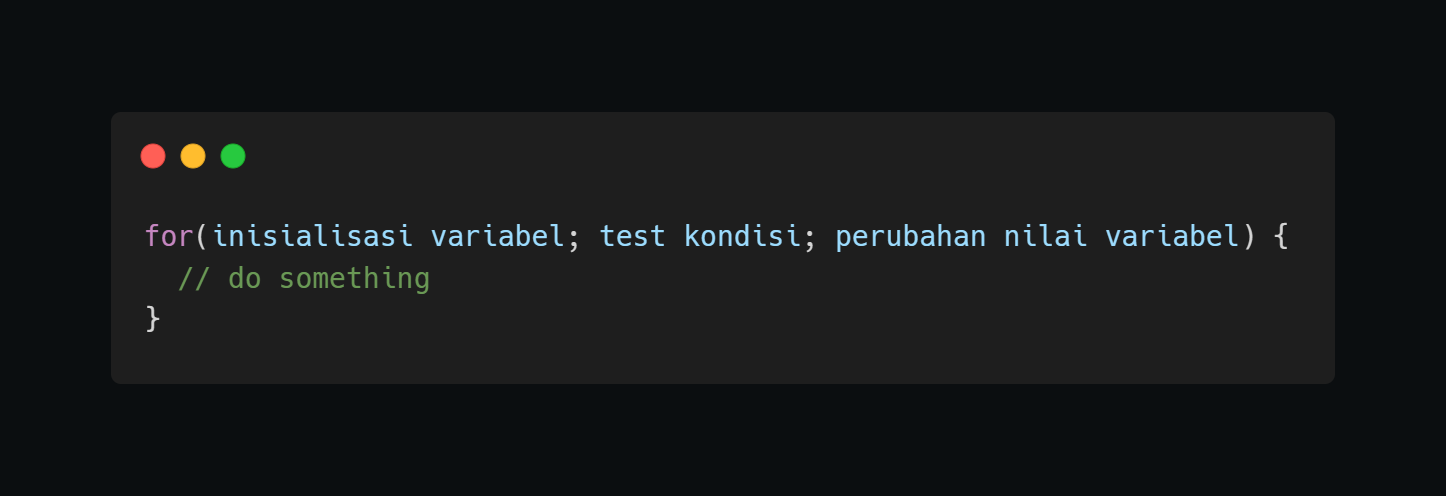 for(inisialisasi variabel; test kondisi; perubahan nilai variabel) {
  // do something
}